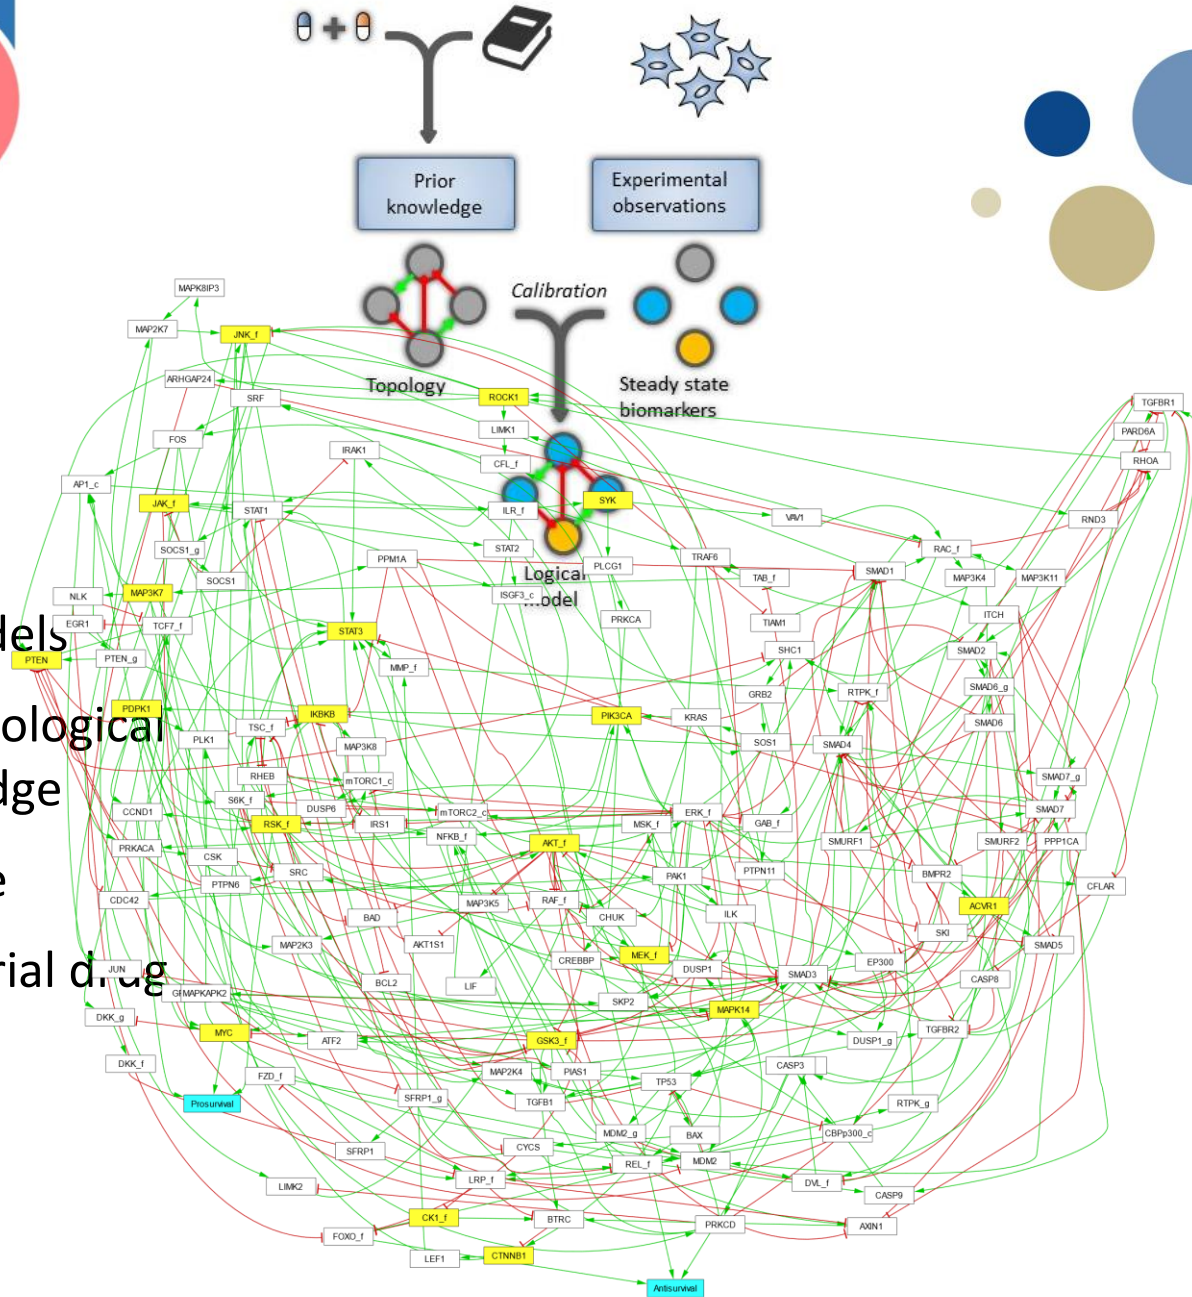 Prior
knowledge
Experimental
observations
Calibration
Topology
Steady state
biomarkers
Logical
model
MAPK8IP3
MAP2K7
JNK_f
ARHGAP24
SRF
ROCK1
LIMK1
FOS
IRAK1
CFL_f
AP1_c
JAK_f
STAT1
ILR_f
SYK
VAV1
TGFBR1
PARD6A
RHOA
RND3
SOCS1_g
SOCS1
PPM1A
STAT2
PLCG1
TRAF6
TAB_f
SMAD1
RAC_f
MAP3K4
MAP3K11
NLK
MAP3K7
ISGF3_c
EGR1
TCF7_f
STAT3
PRKCA
TIAM1
ITCH
dels
PTEN
PTEN_g
MMP_f
SHC1
SMAD2
SMAD6_g
GRB2
RTPK_f
PDPK1
IKBKB
PIK3CA
KRAS
SMAD6
ological
TSC_f
PLK1
MAP3K8
SOS1
SMAD4
dge
RHEB
mTORC1_c
SMAD7_g
S6K_f
DUSP6
CCND1
mTORC2_c
ERK_f
SMAD7
RSK_f
IRS1
MSK_f
GAB_f
NFKB_f
PRKACA
AKT_f
SMURF1
SMURF2
PPP1CA
CSK
SRC
PTPN6
PAK1
PTPN11
BMPR2
CFLAR
e
CDC42
BAD
MAP3K5
RAF_f
CHUK
ILK
ACVR1
SKI
SMAD5
MAP2K3
AKT1S1
CREBBP
MEK_f
DUSP1
SMAD3
EP300
CASP8
rial drug
JUN
BCL2
LIF
MAPKAPK2
SKP2
MAPK14
DKK_g
MYC
ATF2
GSK3_f
DUSP1_g
TGFBR2
DKK_f
FZD_f
MAP2K4
PIAS1
TP53
CASP3
Prosurvival
SFRP1_g
TGFB1
RTPK_g
SFRP1
CYCS
MDM2_g
BAX
CBPp300_c
REL_f
MDM2
LIMK2
LRP_f
DVL_f
CASP9
CK1_f
BTRC
PRKCD
AXIN1
FOXO_f
LEF1
CTNNB1
Antisurvival